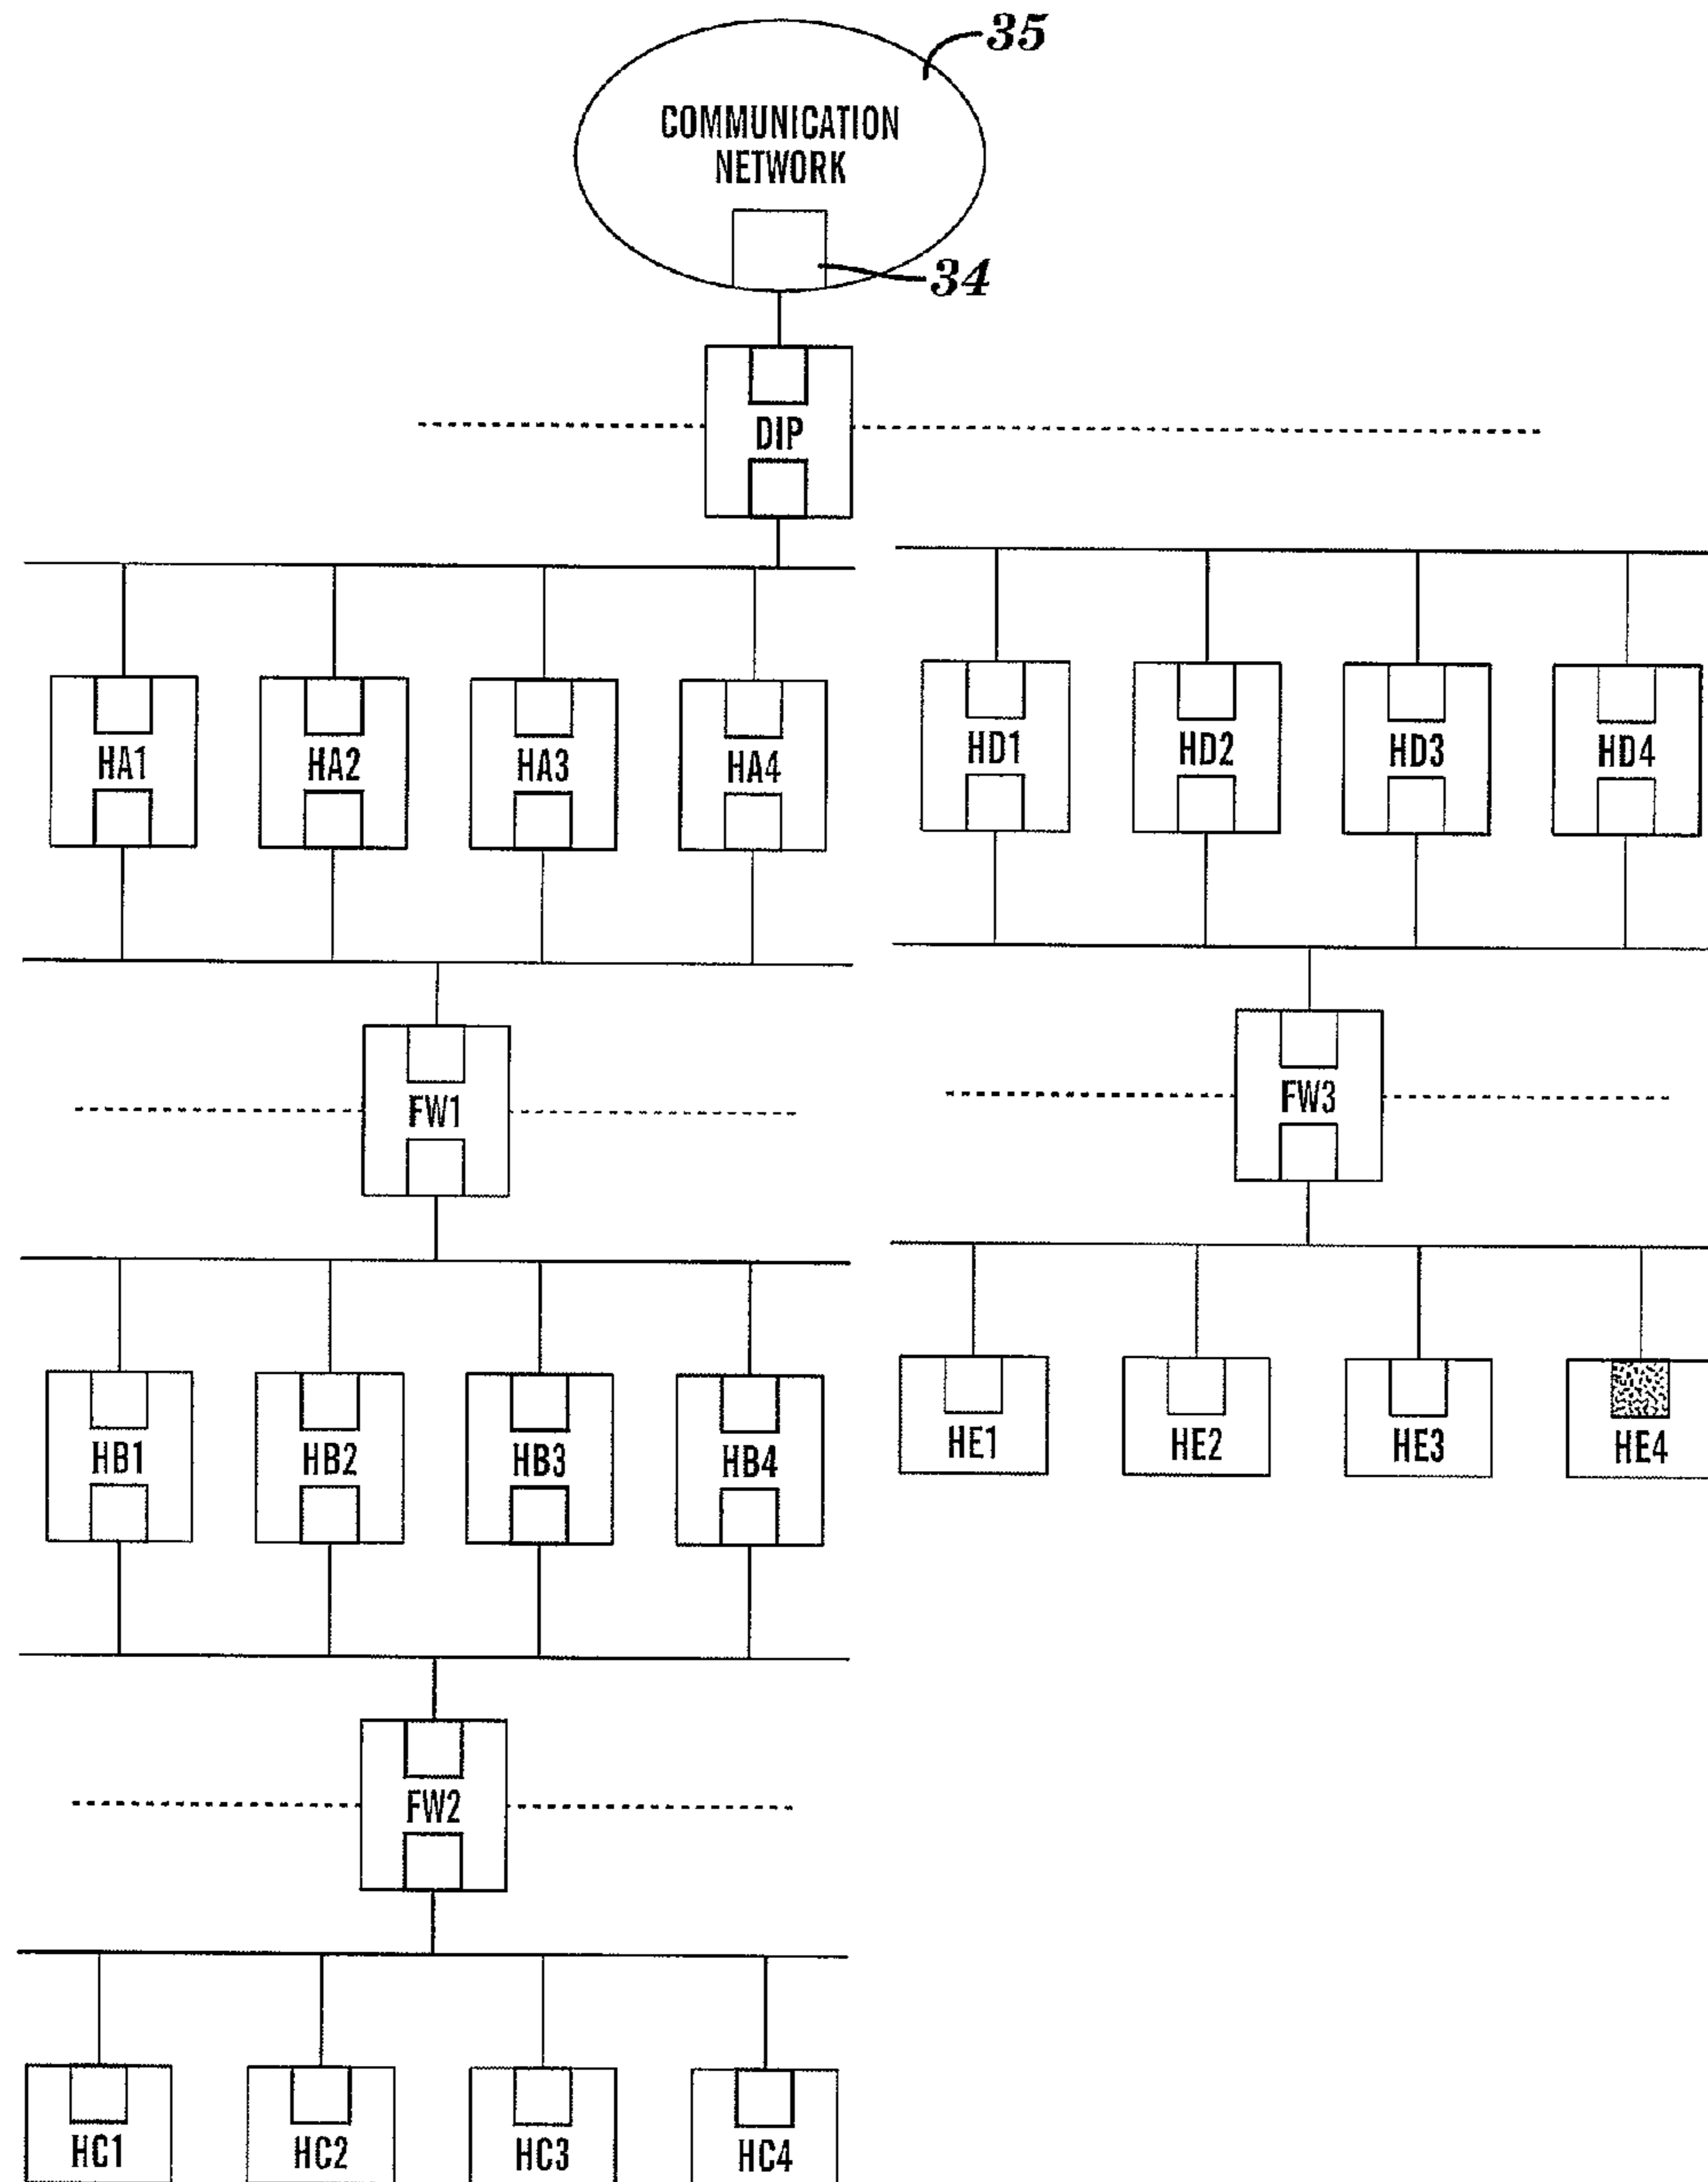 35
COMMUNICATION
NETWORK
34
DIP
HA1 HA2 HA3 HA4 HD1 HD2 HD3 HD4
FW1 FW3
HB1 HB2 HB3 HB4 HE1 HE2 HE3 HE4
FW2
HC1 HC2 HC3 HC4